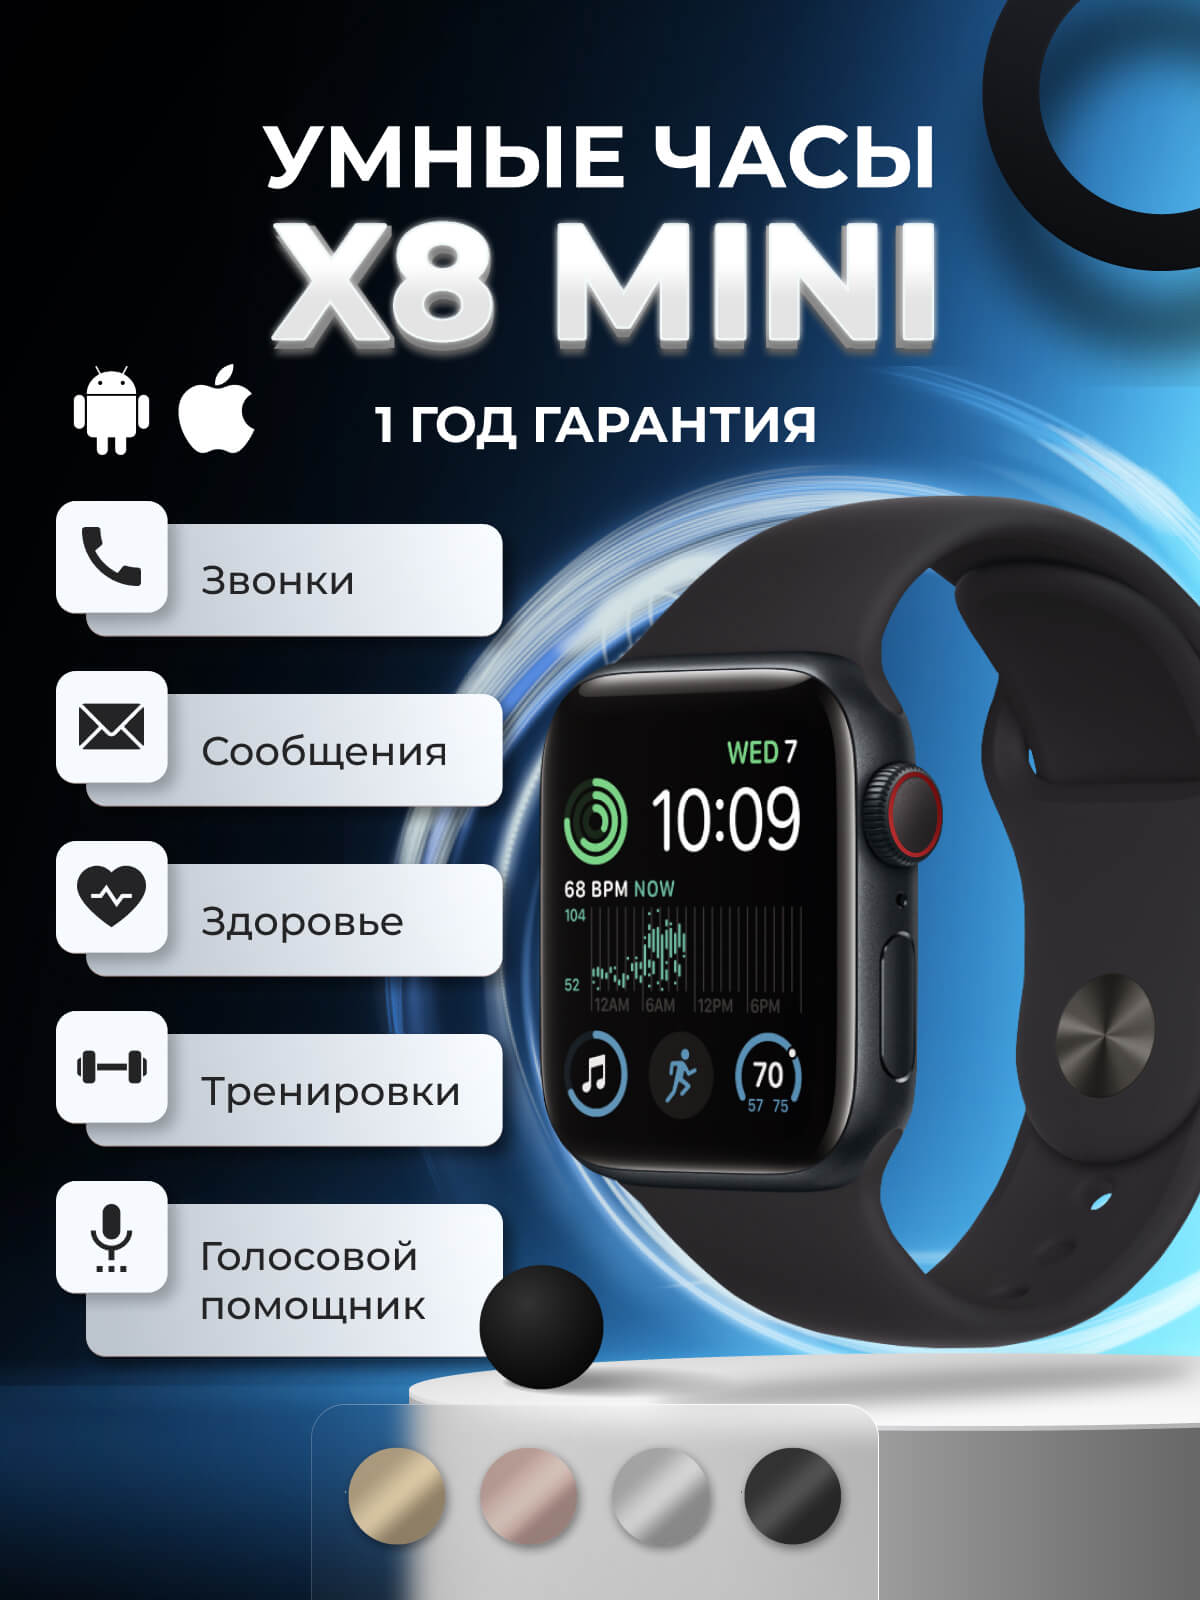 УМНЫЕ ЧАСЫ
X8 MINI
1 ГОД ГАРАНТИЯ
Звонки
Сообщения
Здоровье
Тренировки
Голосовой
помощник
WED 7
10:09
68 BPM NOW
104
52
12AM 6AM 12PM 6PM
70
57 75